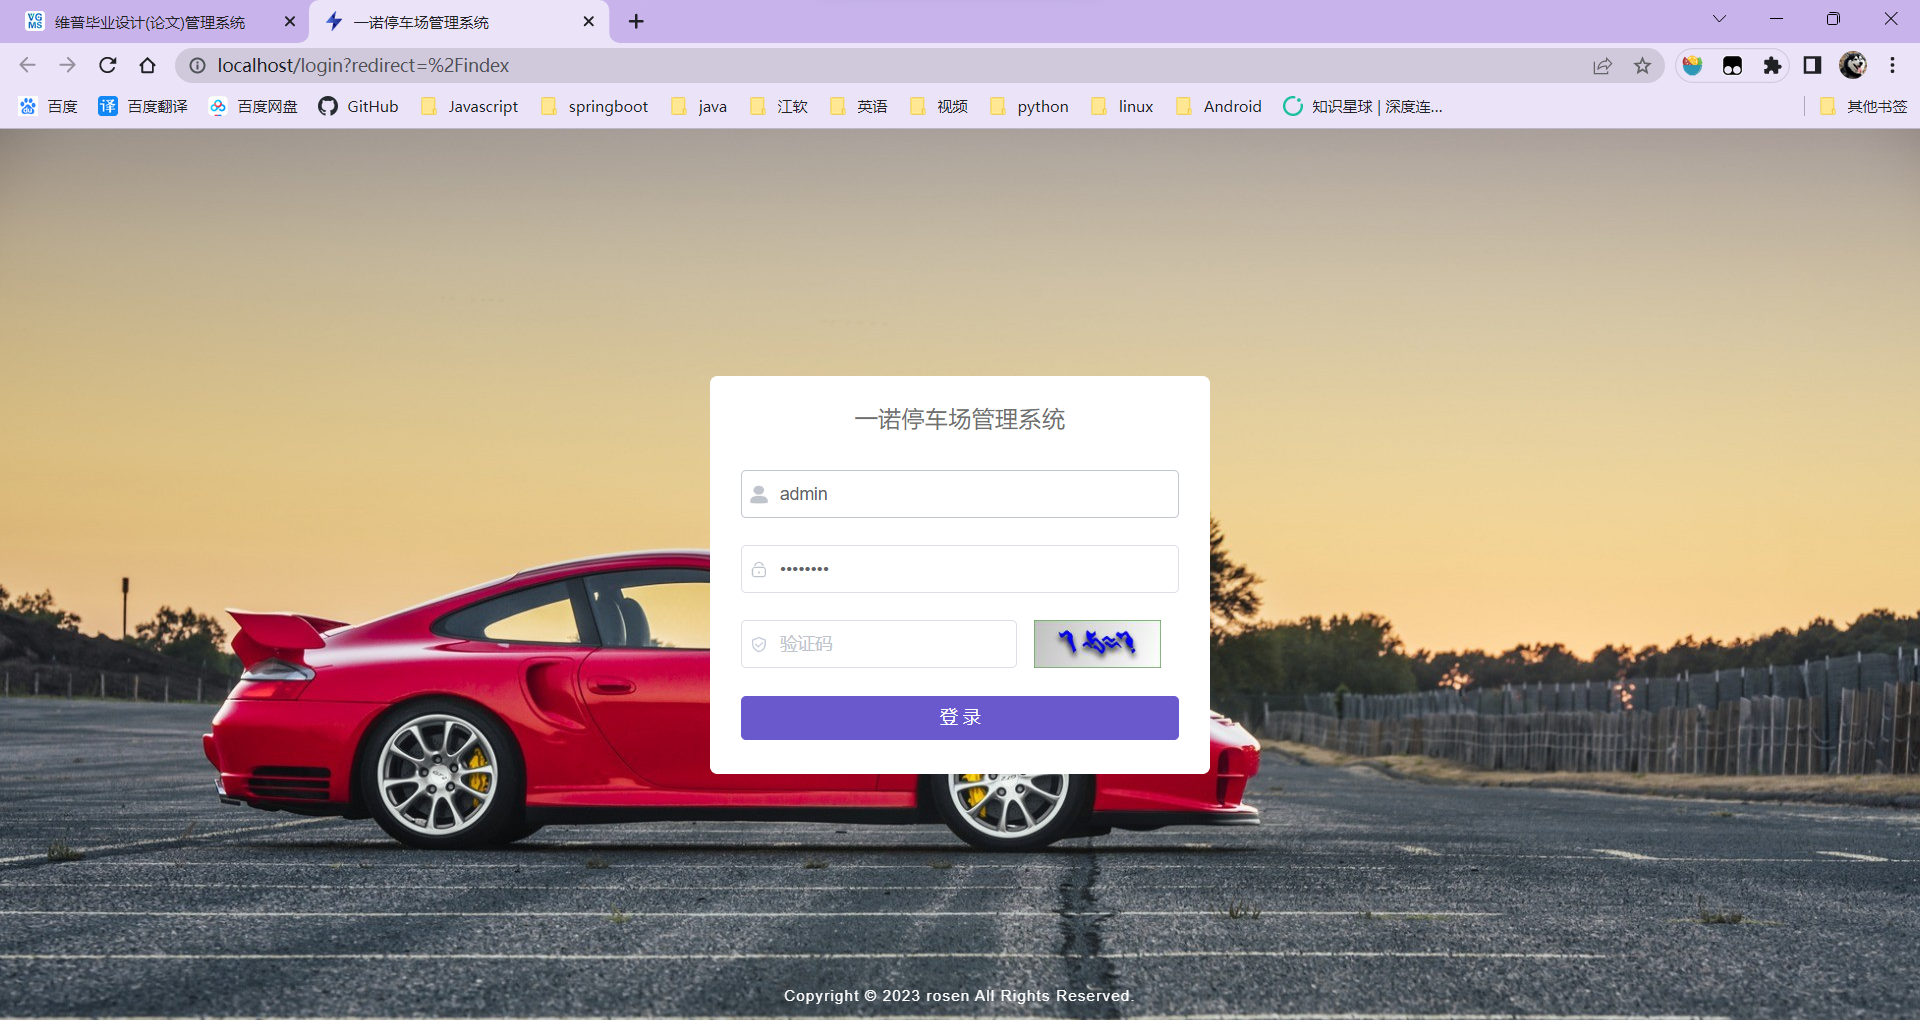 维普毕业设计(论文)管理系统
一诺停车场管理系统
localhost/login?redirect=%2Findex
百度 百度翻译 百度网盘 GitHub Javascript springboot java 江软 英语 视频 python linux Android 知识星球 | 深度连... 其他书签
一诺停车场管理系统
admin
••••••••
验证码
登 录
Copyright © 2023 rosen All Rights Reserved.